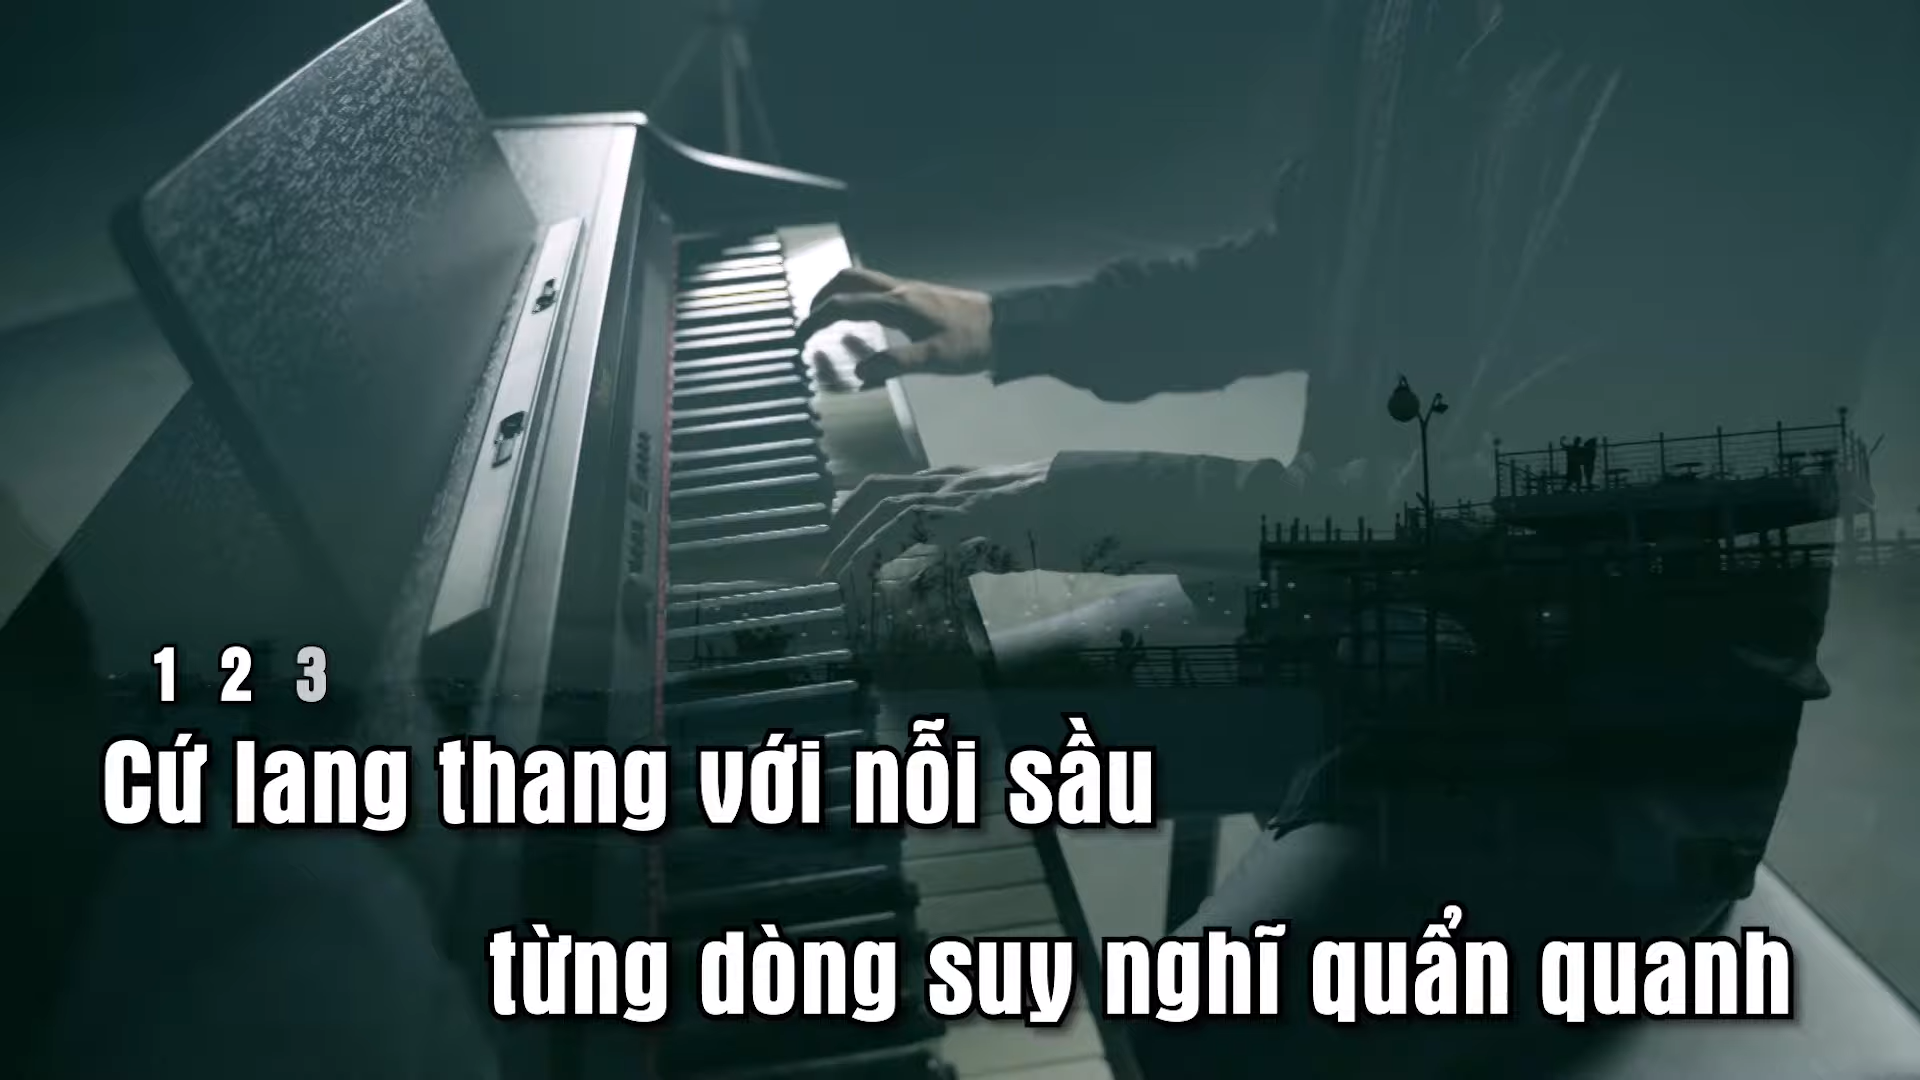 1 2 3
Cứ lang thang với nỗi sầu
từng dòng suy nghĩ quẩn quanh